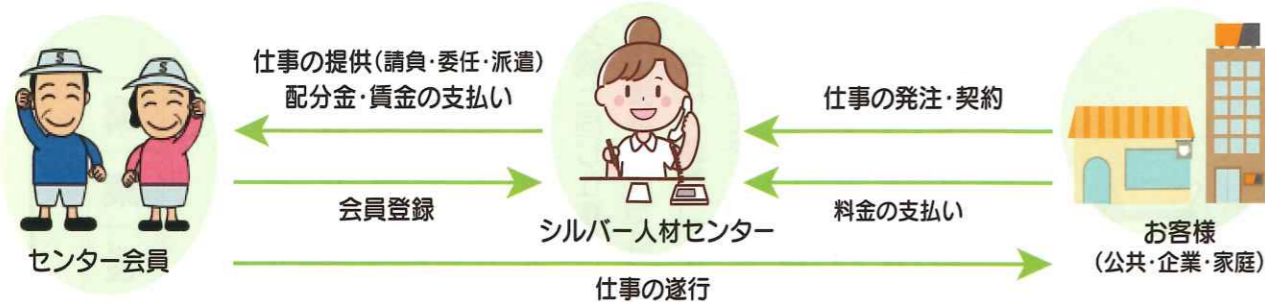 仕事の提供(請負・委任・派遣)
配分金・賃金の支払い
仕事の発注・契約
会員登録
料金の支払い
センター会員
シルバー人材センター
お客様
(公共・企業・家庭)
仕事の遂行
S
S